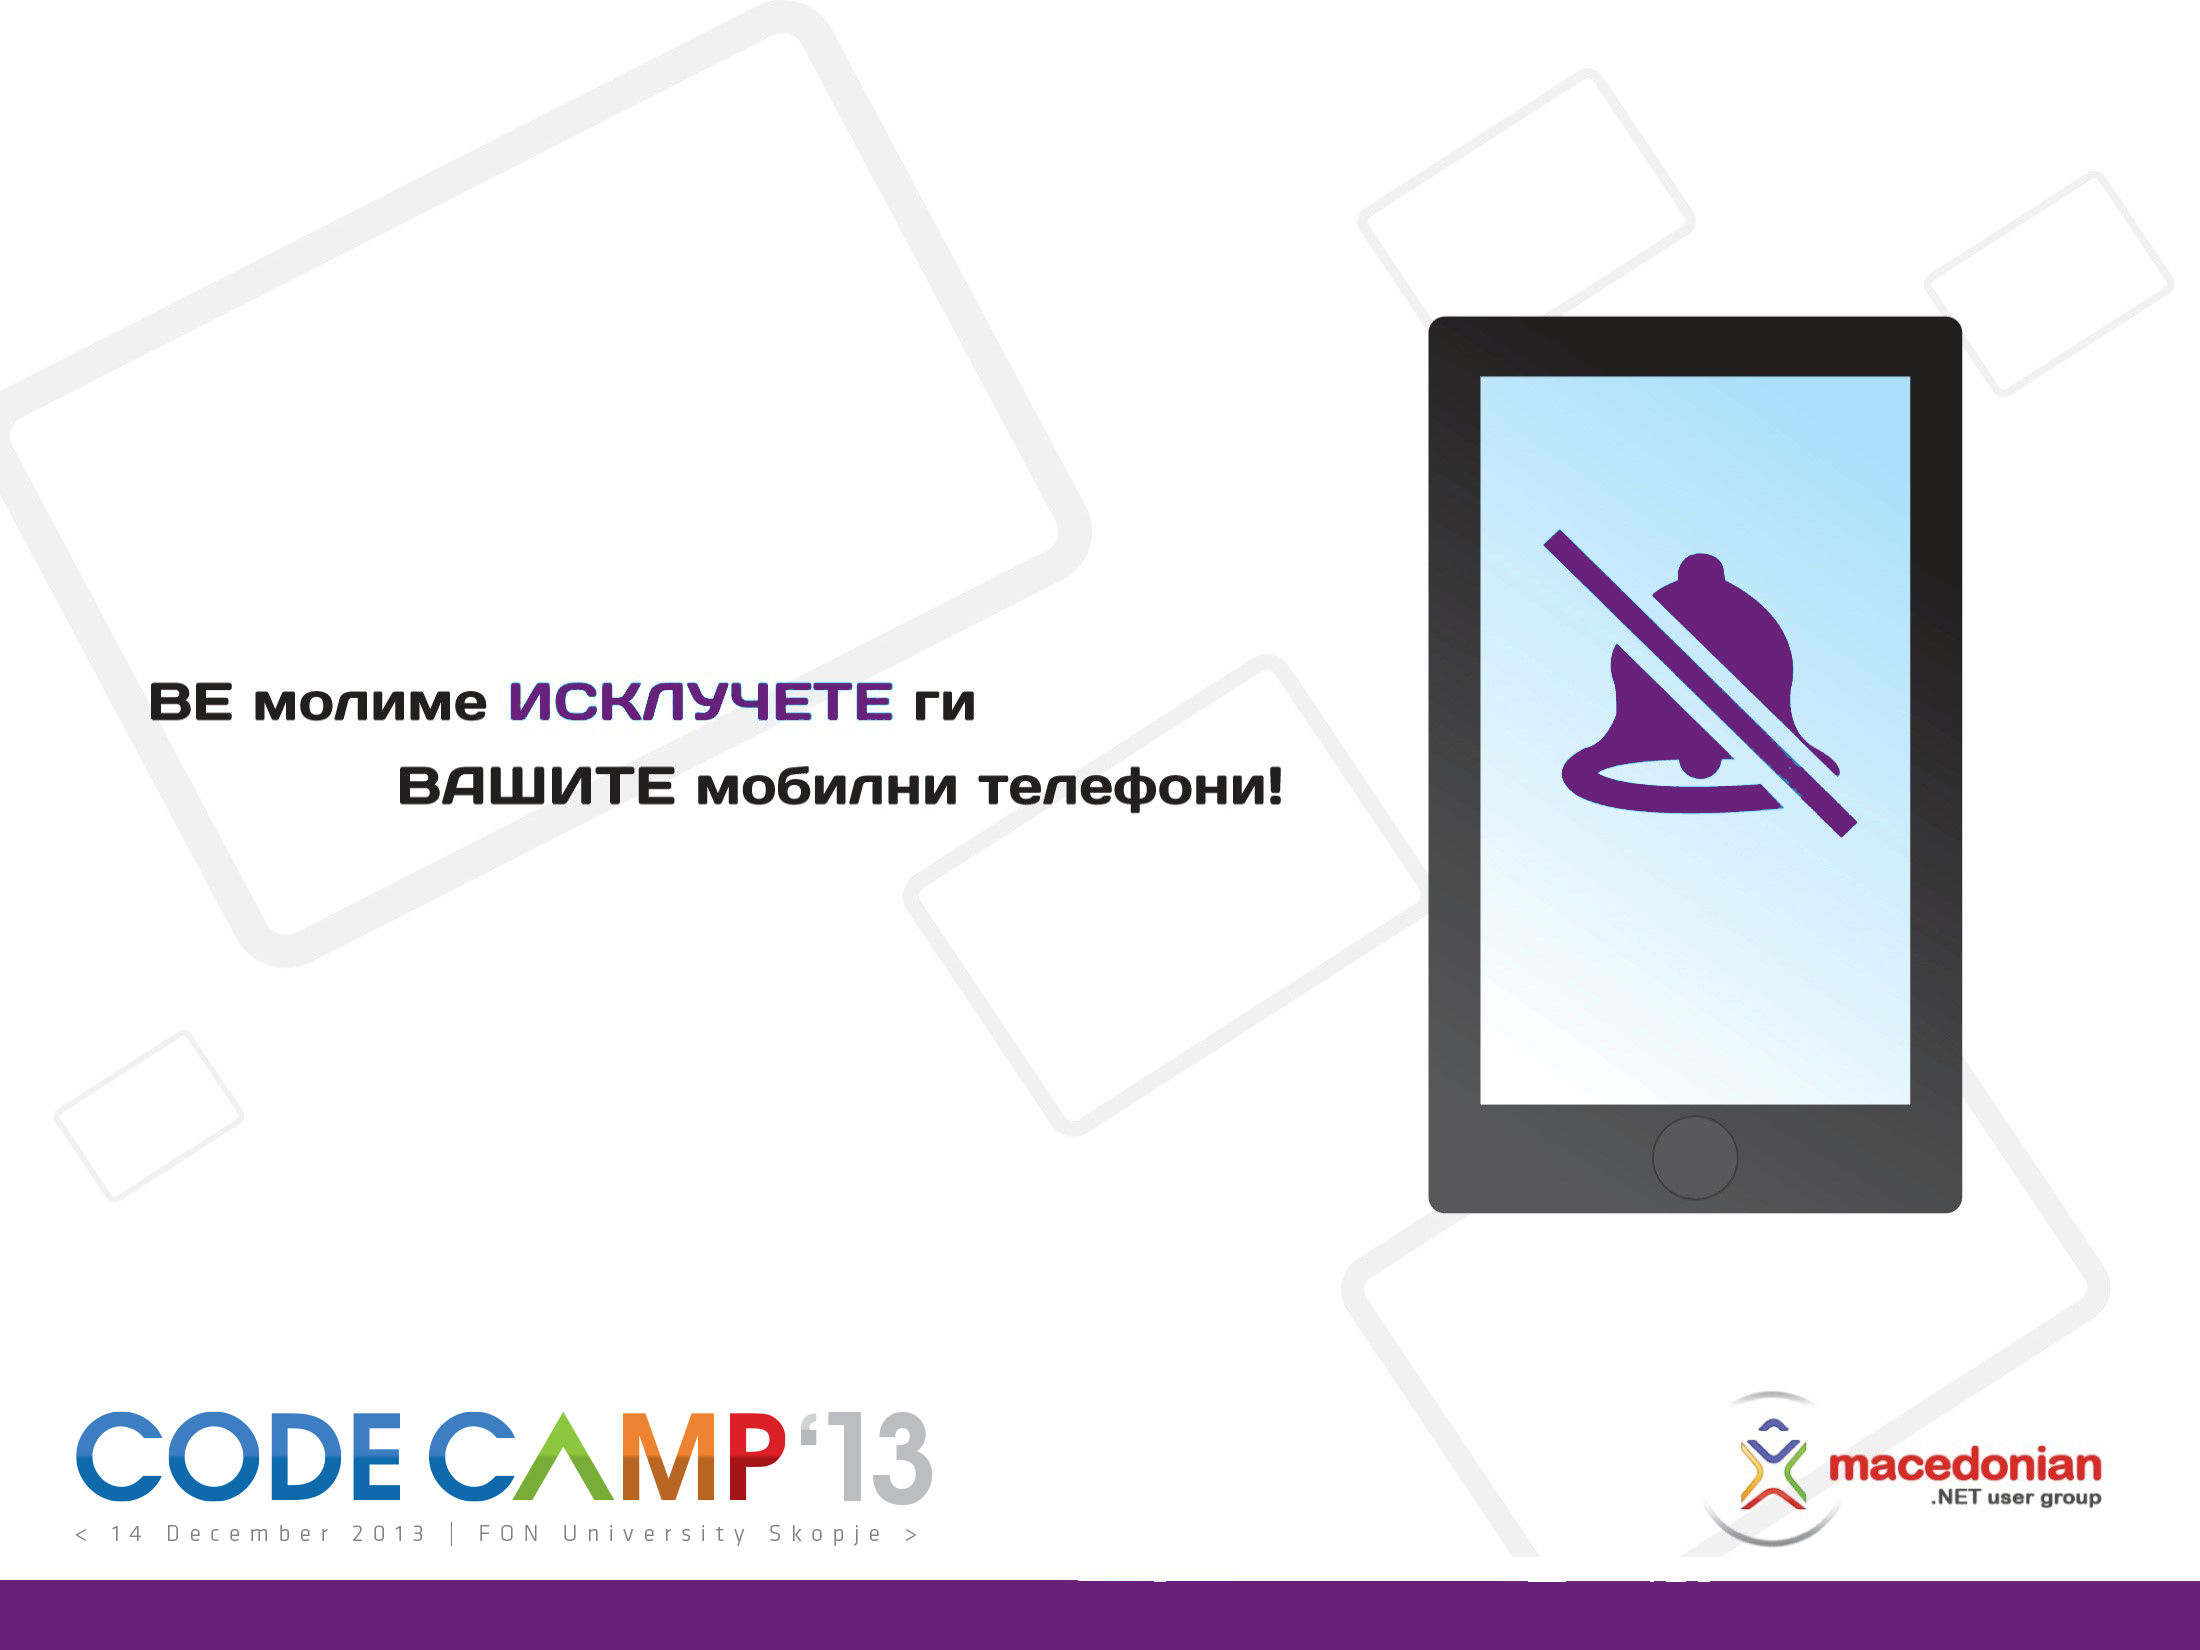 ВЕ молиме ИСКЛУЧЕТЕ ги
ВАШИТЕ мобилни телефони!
CODE CAMP ‘13
< 14 December 2013 | FON University Skopje >
macedonian
.NET user group